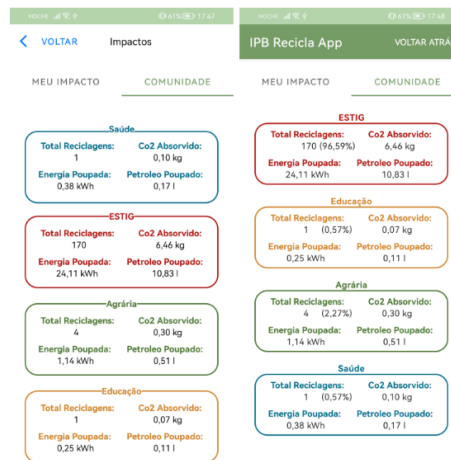 61% 17:47
VOLTAR Impactos
MEU IMPACTO COMUNIDADE
Saúde
Total Reciclagens: Co2 Absorvido:
1 0,10 kg
Energia Poupada: Petroleo Poupado:
0,38 kWh 0,17 l
ESTIG
Total Reciclagens: Co2 Absorvido:
170 6,46 kg
Energia Poupada: Petroleo Poupado:
24,11 kWh 10,83 l
Agrária
Total Reciclagens: Co2 Absorvido:
4 0,30 kg
Energia Poupada: Petroleo Poupado:
1,14 kWh 0,51 l
Educação
Total Reciclagens: Co2 Absorvido:
1 0,07 kg
Energia Poupada: Petroleo Poupado:
0,25 kWh 0,11 l
61% 17:48
IPB Recicla App VOLTAR ATRÁ
MEU IMPACTO COMUNIDADE
ESTIG
Total Reciclagens: Co2 Absorvido:
170 (96,59%) 6,46 kg
Energia Poupada: Petroleo Poupado:
24,11 kWh 10,83 l
Educação
Total Reciclagens: Co2 Absorvido:
1 (0,57%) 0,07 kg
Energia Poupada: Petroleo Poupado:
0,25 kWh 0,11 l
Agrária
Total Reciclagens: Co2 Absorvido:
4 (2,27%) 0,30 kg
Energia Poupada: Petroleo Poupado:
1,14 kWh 0,51 l
Saúde
Total Reciclagens: Co2 Absorvido:
1 (0,57%) 0,10 kg
Energia Poupada: Petroleo Poupado:
0,38 kWh 0,17 l